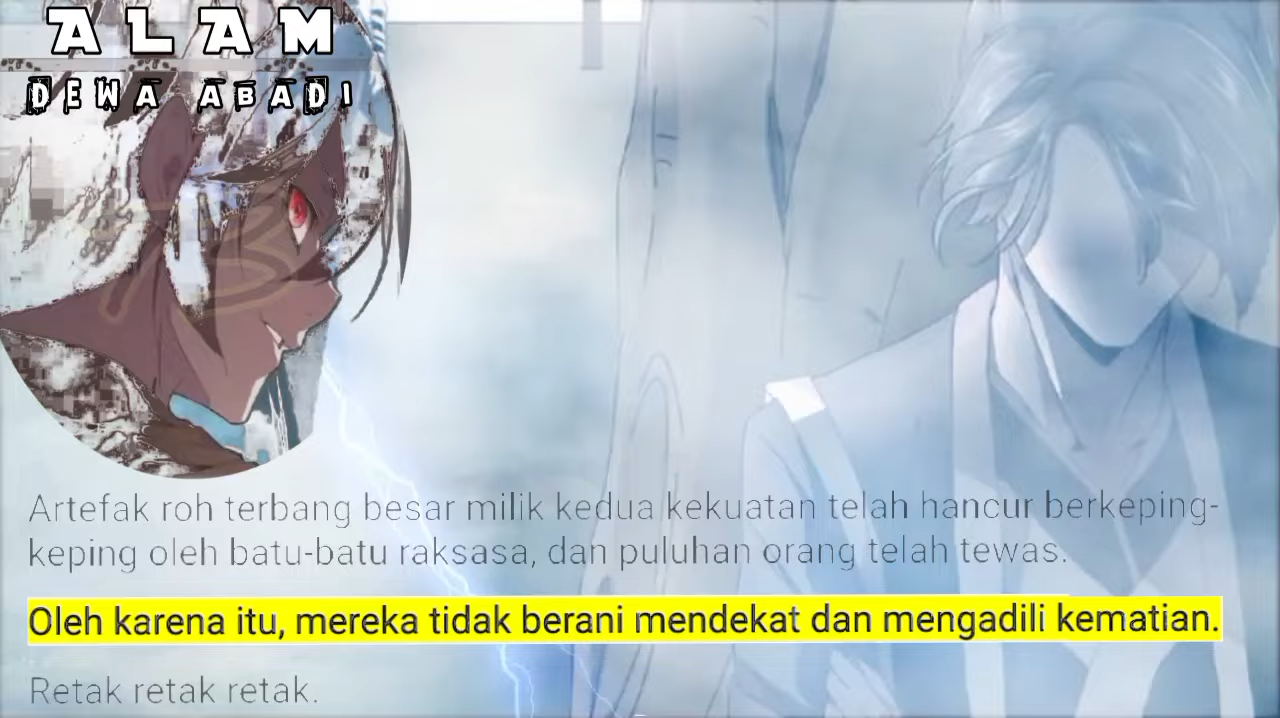 ALAM
DEWA ABADI
Artefak roh terbang besar milik kedua kekuatan telah hancur berkeping-
keping oleh batu-batu raksasa, dan puluhan orang telah tewas.
Oleh karena itu, mereka tidak berani mendekat dan mengadili kematian.
Retak retak retak.